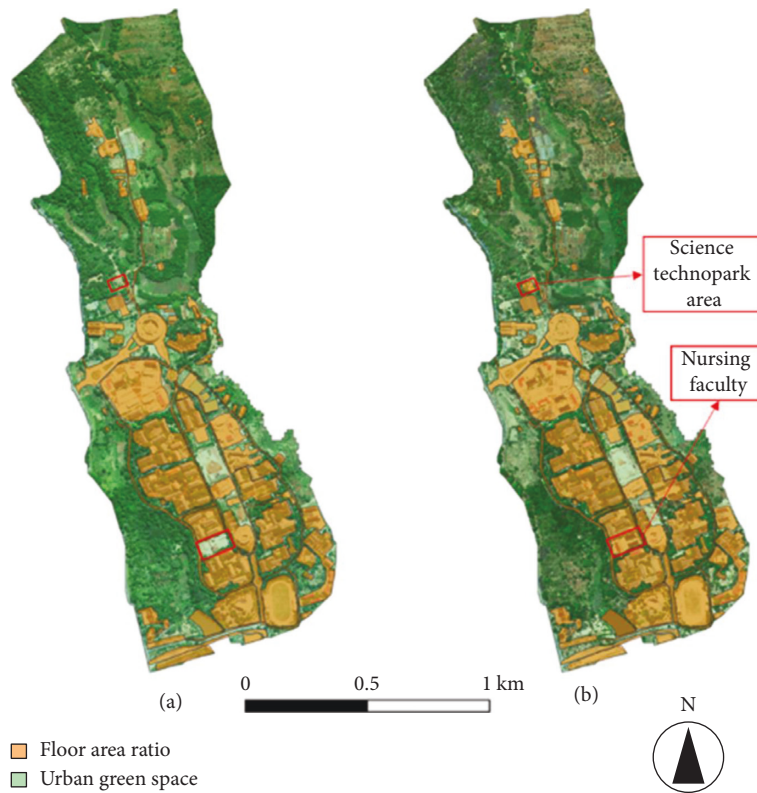 Science
technopark
area
Nursing
faculty
0 0.5 1 km
(a) (b)
Floor area ratio
Urban green space
N